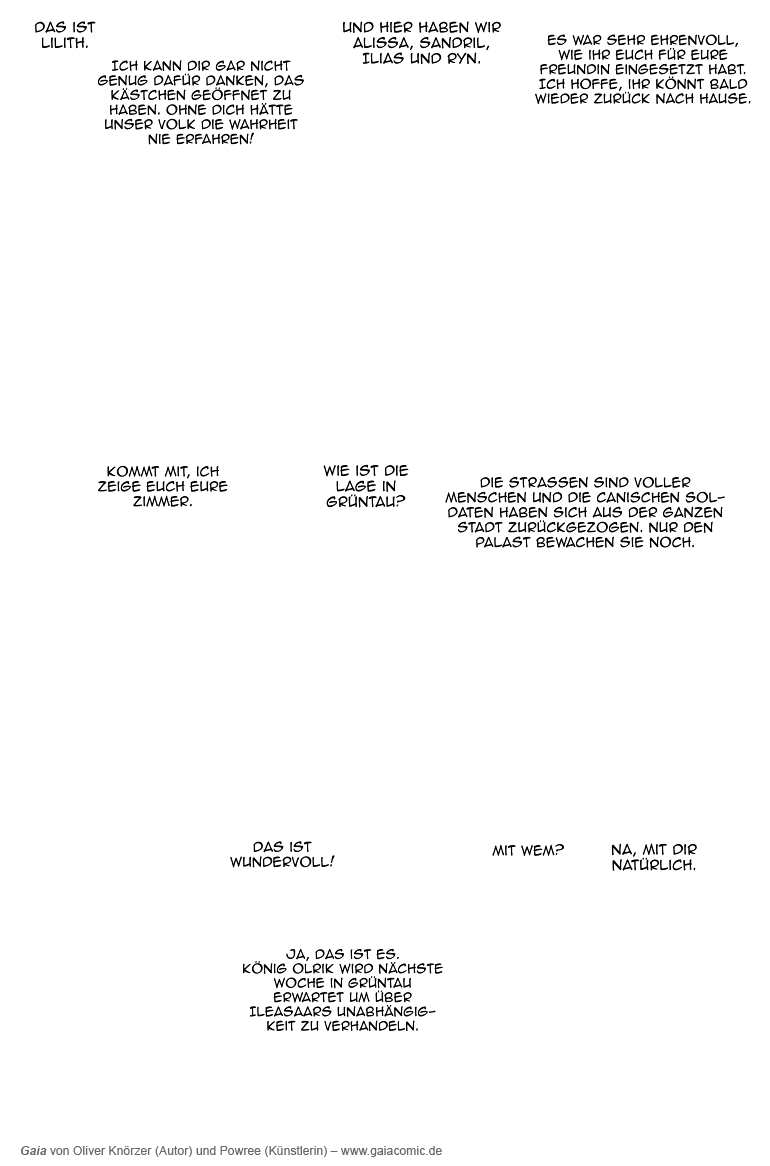 DAS IST
LILITH.
ICH KANN DIR GAR NICHT
GENUG DAFÜR DANKEN, DAS
KÄSTCHEN GEÖFFNET ZU
HABEN. OHNE DICH HÄTTE
UNSER VOLK DIE WAHRHEIT
NIE ERFAHREN!
UND HIER HABEN WIR
ALISSA, SANDRIL,
ILIAS UND RYN.
ES WAR SEHR EHRENVOLL,
WIE IHR EUCH FÜR EURE
FREUNDIN EINGESETZT HABT.
ICH HOFFE, IHR KÖNNT BALD
WIEDER ZURÜCK NACH HAUSE.
KOMMT MIT, ICH
ZEIGE EUCH EURE
ZIMMER.
WIE IST DIE
LAGE IN
GRÜNTAU?
DIE STRASSEN SIND VOLLER
MENSCHEN UND DIE CANISCHEN SOL-
DATEN HABEN SICH AUS DER GANZEN
STADT ZURÜCKGEZOGEN. NUR DEN
PALAST BEWACHEN SIE NOCH.
DAS IST
WUNDERVOLL!
JA, DAS IST ES.
KÖNIG OLRIK WIRD NÄCHSTE
WOCHE IN GRÜNTAU
ERWARTET UM ÜBER
ILEASAARS UNABHÄNGIG-
KEIT ZU VERHANDELN.
MIT WEM?
NA, MIT DIR
NATÜRLICH.
Gaia von Oliver Knörzer (Autor) und Powree (Künstlerin) – www.gaiacomic.de